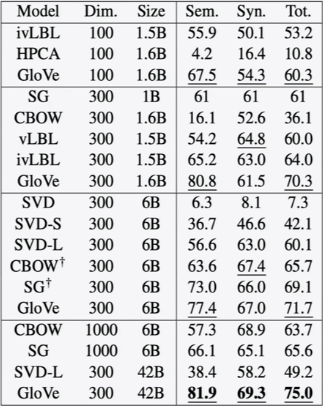 Model Dim. Size Sem. Syn. Tot.
ivLBL 100 1.5B 55.9 50.1 53.2
HPCA 100 1.6B 4.2 16.4 10.8
GloVe 100 1.6B 67.5 54.3 60.3
SG 300 1B 61 61 61
CBOW 300 1.6B 16.1 52.6 36.1
vLBL 300 1.5B 54.2 64.8 60.0
ivLBL 300 1.5B 65.2 63.0 64.0
GloVe 300 1.6B 80.8 61.5 70.3
SVD 300 6B 6.3 8.1 7.3
SVD-S 300 6B 36.7 46.6 42.1
SVD-L 300 6B 56.6 63.0 60.1
CBOW† 300 6B 63.6 67.4 65.7
SG† 300 6B 73.0 66.0 69.1
GloVe 300 6B 77.4 67.0 71.7
CBOW 1000 6B 57.3 68.9 63.7
SG 1000 6B 66.1 65.1 65.6
SVD-L 300 42B 38.4 58.2 49.2
GloVe 300 42B 81.9 69.3 75.0